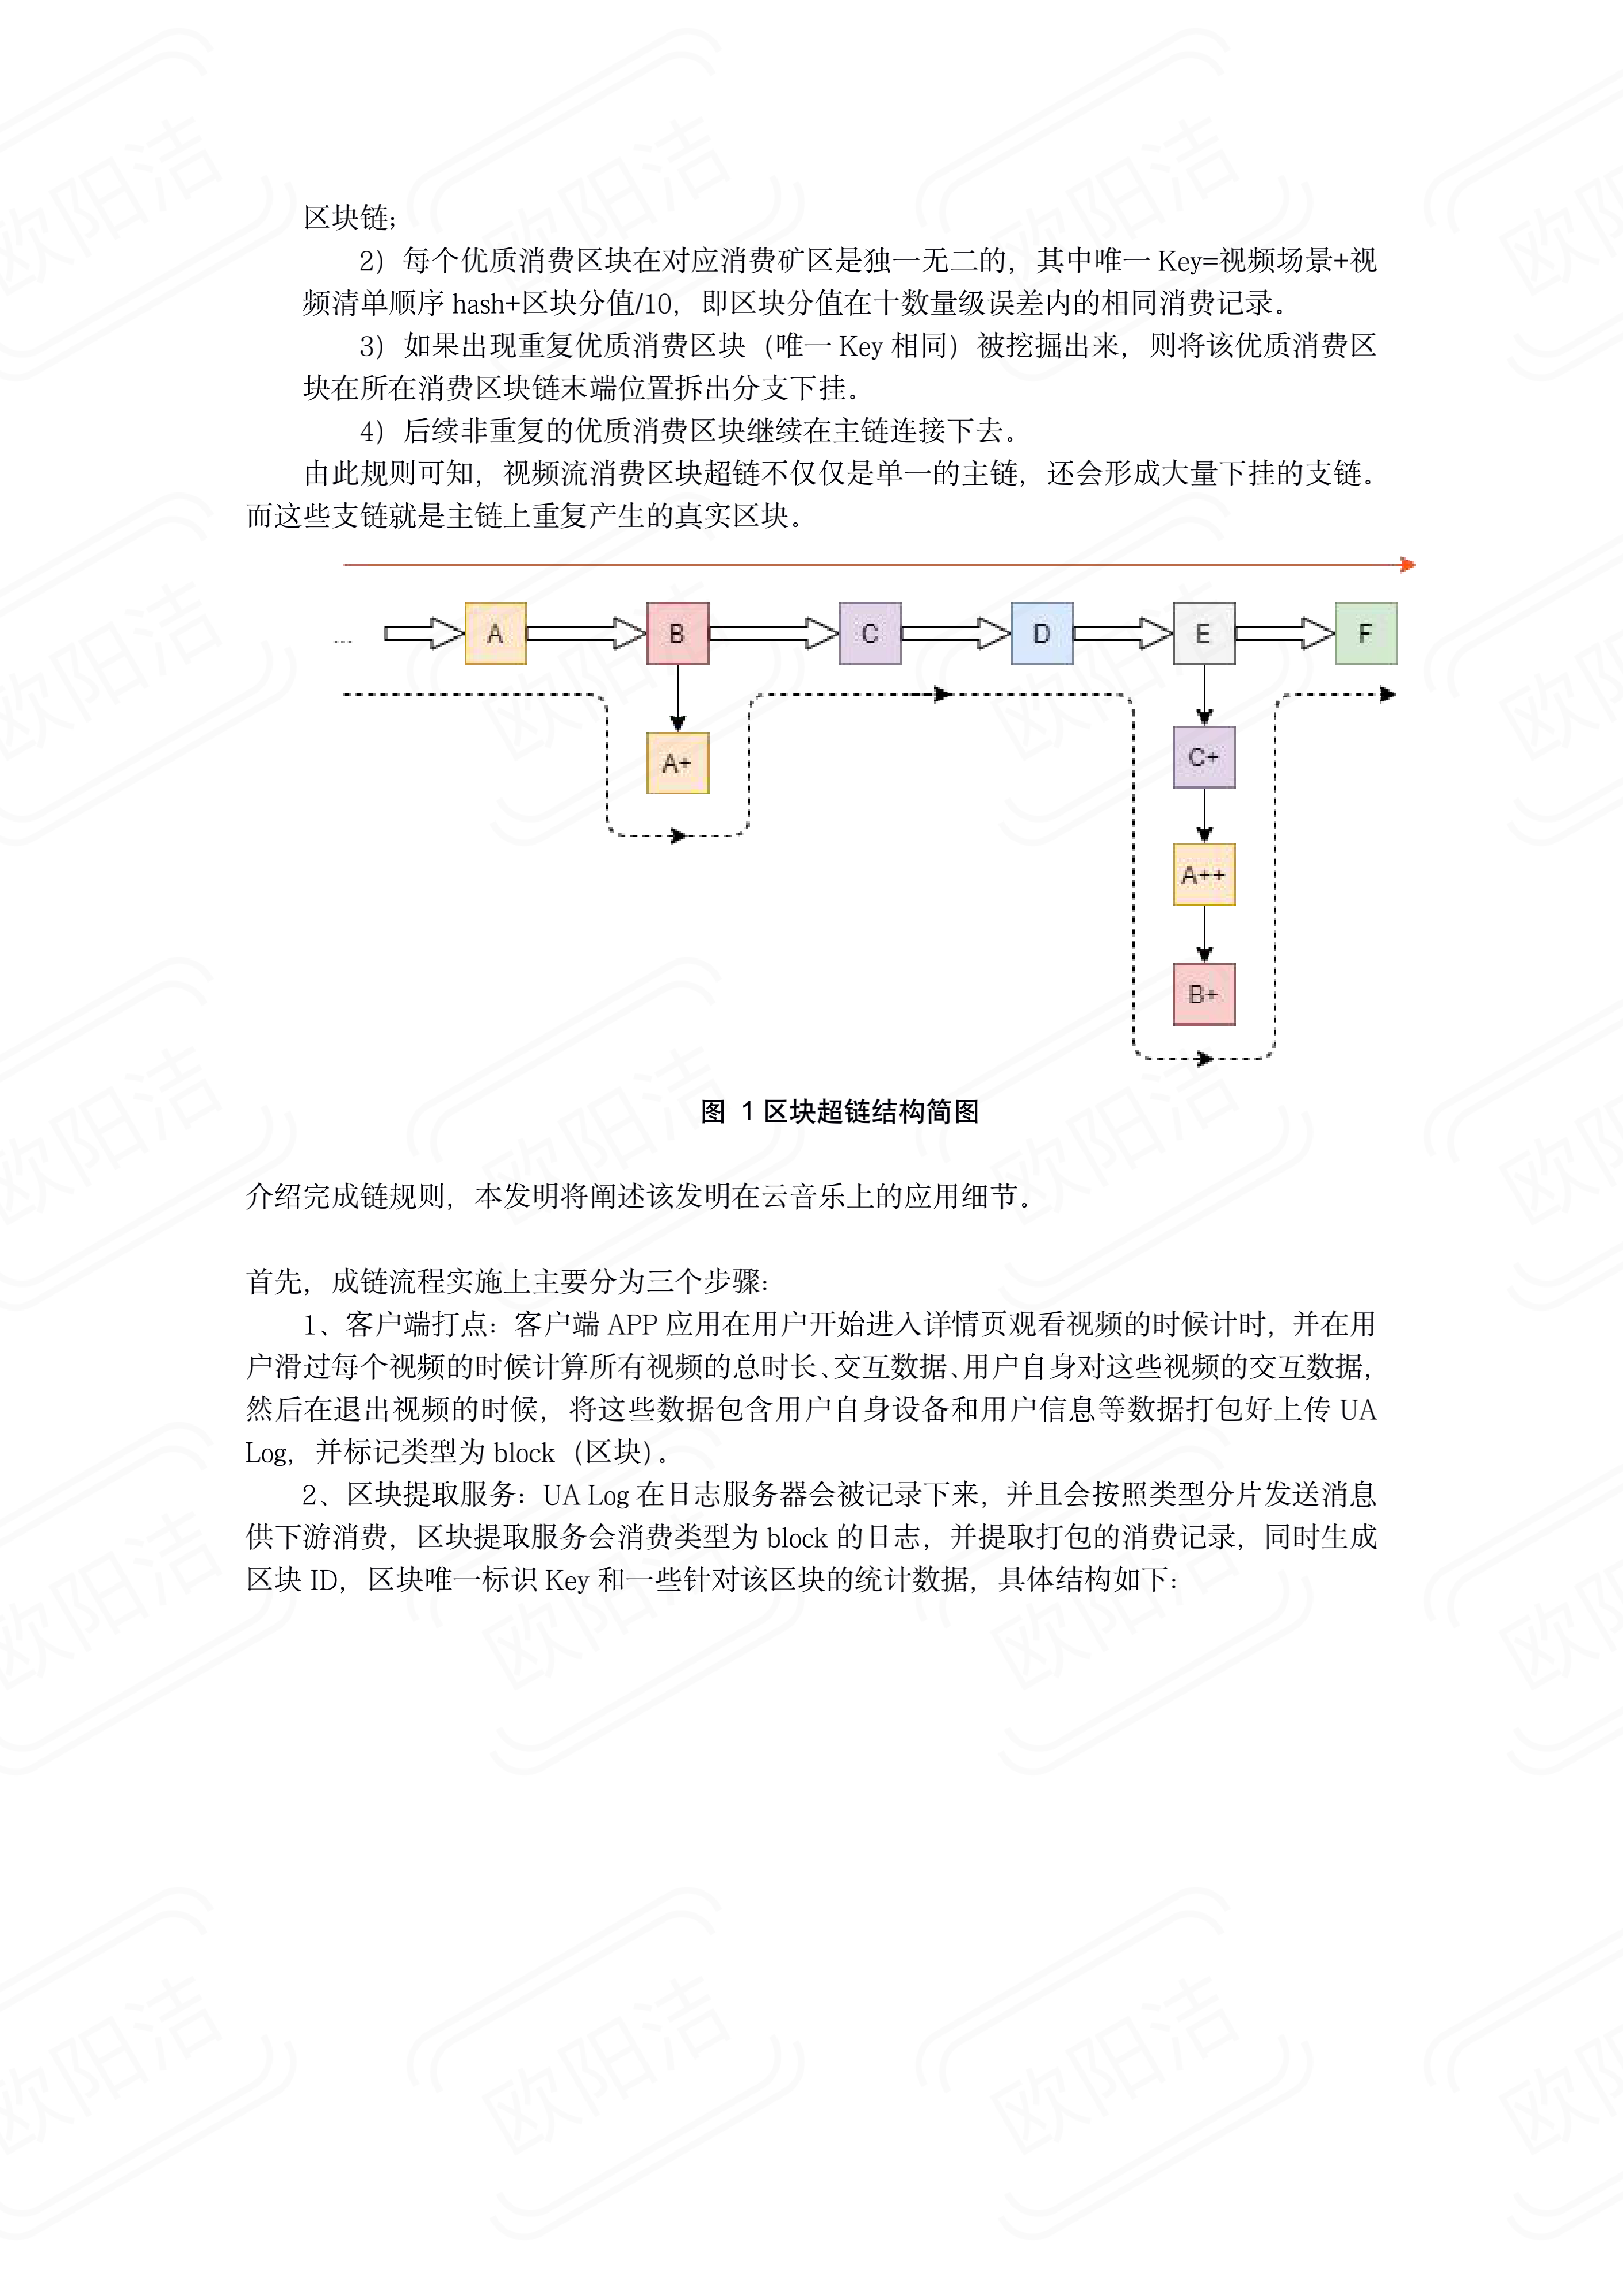 区块链；
2）每个优质消费区块在对应消费矿区是独一无二的，其中唯一 Key=视频场景+视
频清单顺序 hash+区块分值/10，即区块分值在十数量级误差内的相同消费记录。
3）如果出现重复优质消费区块（唯一 Key 相同）被挖掘出来，则将该优质消费区
块在所在消费区块链末端位置拆出分支下挂。
4）后续非重复的优质消费区块继续在主链连接下去。
由此规则可知，视频流消费区块超链不仅仅是单一的主链，还会形成大量下挂的支链。
而这些支链就是主链上重复产生的真实区块。
... A B C D E F
A+
C+
A++
B+
图 1 区块超链结构简图
介绍完成链规则，本发明将阐述该发明在云音乐上的应用细节。
首先，成链流程实施上主要分为三个步骤：
1、客户端打点：客户端 APP 应用在用户开始进入详情页观看视频的时候计时，并在用
户滑过每个视频的时候计算所有视频的总时长、交互数据、用户自身对这些视频的交互数据，
然后在退出视频的时候，将这些数据包含用户自身设备和用户信息等数据打包好上传 UA
Log，并标记类型为 block（区块）。
2、区块提取服务：UA Log 在日志服务器会被记录下来，并且会按照类型分片发送消息
供下游消费，区块提取服务会消费类型为 block 的日志，并提取打包的消费记录，同时生成
区块 ID，区块唯一标识 Key 和一些针对该区块的统计数据，具体结构如下：
欧阳洁